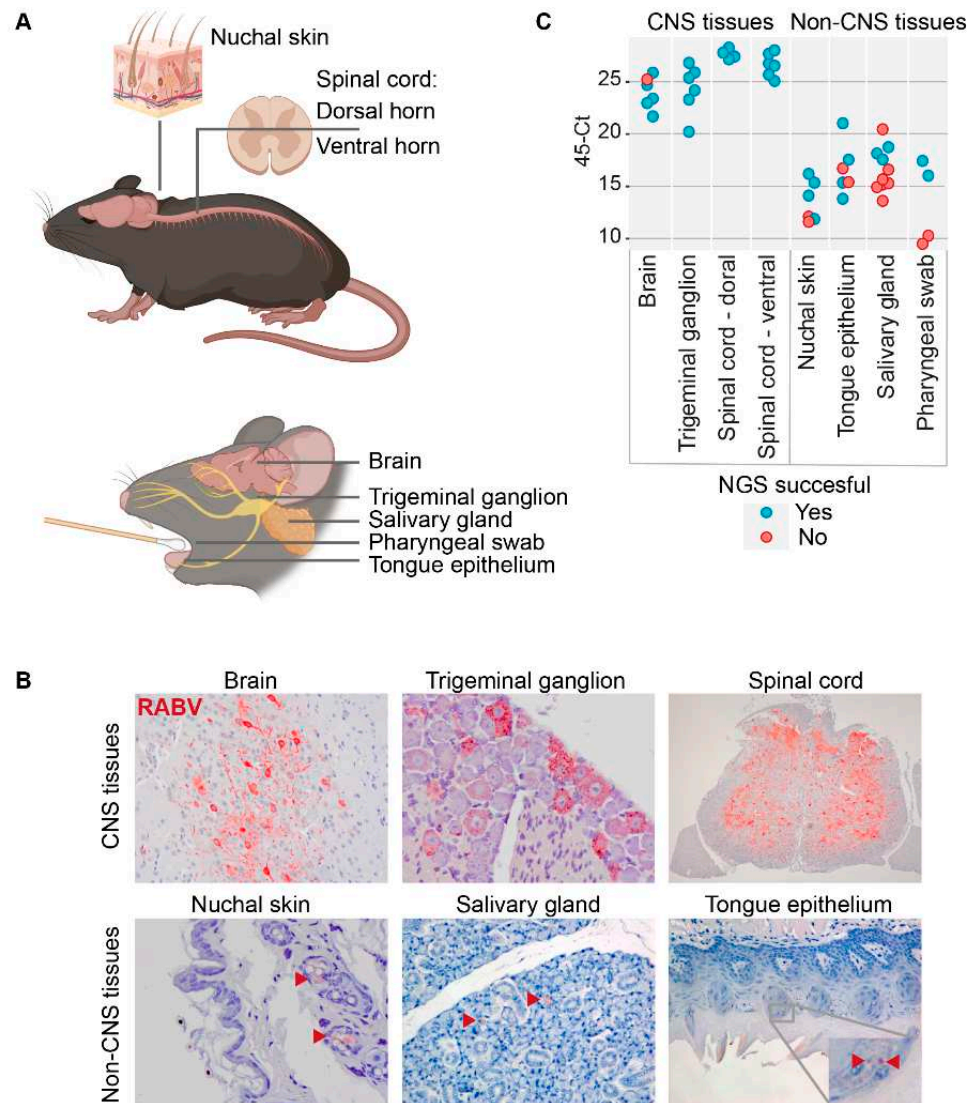 A
Nuchal skin
Spinal cord:
Dorsal horn
Ventral horn
Brain
Trigeminal ganglion
Salivary gland
Pharyngeal swab
Tongue epithelium
C
CNS tissues Non-CNS tissues
45-Ct
25
20
15
10
Brain
Trigeminal ganglion
Spinal cord - doral
Spinal cord - ventral
Nuchal skin
Tongue epithelium
Salivary gland
Pharyngeal swab
NGS succesful
Yes
No
B
CNS tissues
Brain
Trigeminal ganglion
Spinal cord
RABV
Non-CNS tissues
Nuchal skin
Salivary gland
Tongue epithelium